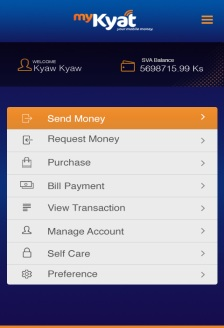 myKyat
your mobile money
WELCOME
Kyaw Kyaw
SVA Balance
5698715.99 Ks
Send Money
Request Money
Purchase
Bill Payment
View Transaction
Manage Account
Self Care
Preference